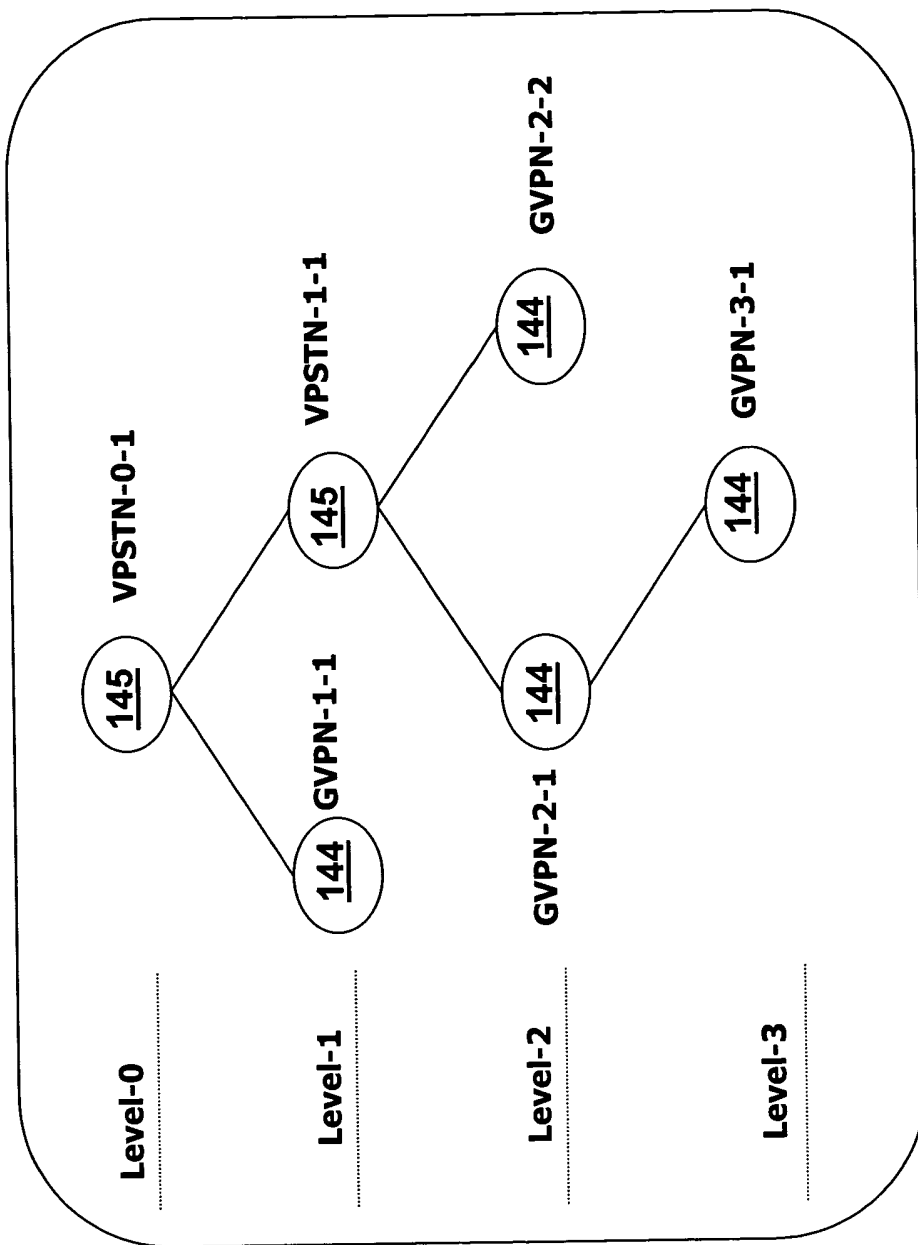 Level-0
145
VPSTN-0-1
Level-1
144
GVPN-1-1
145
VPSTN-1-1
Level-2
GVPN-2-1
144
144
GVPN-2-2
Level-3
144
GVPN-3-1